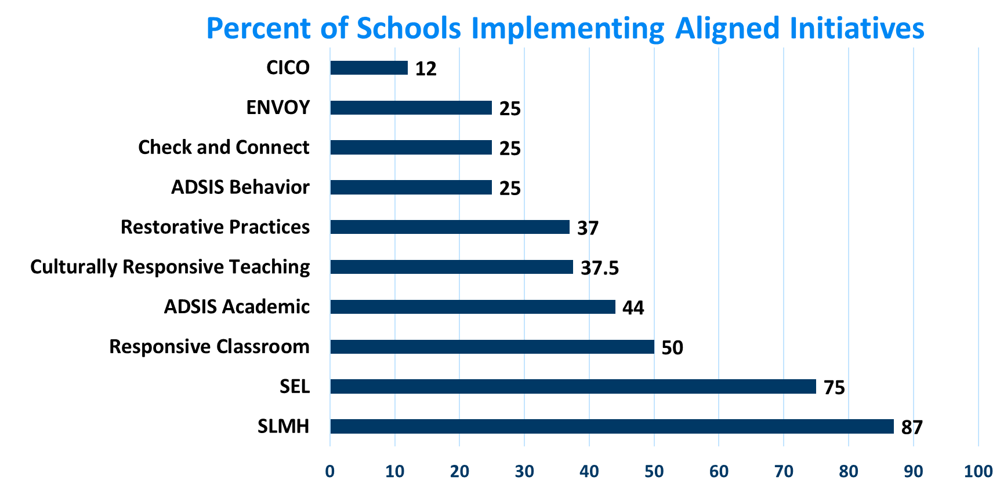 Percent of Schools Implementing Aligned Initiatives
CICO 12
ENVOY 25
Check and Connect 25
ADSIS Behavior 25
Restorative Practices 37
Culturally Responsive Teaching 37.5
ADSIS Academic 44
Responsive Classroom 50
SEL 75
SLMH 87
0 10 20 30 40 50 60 70 80 90 100